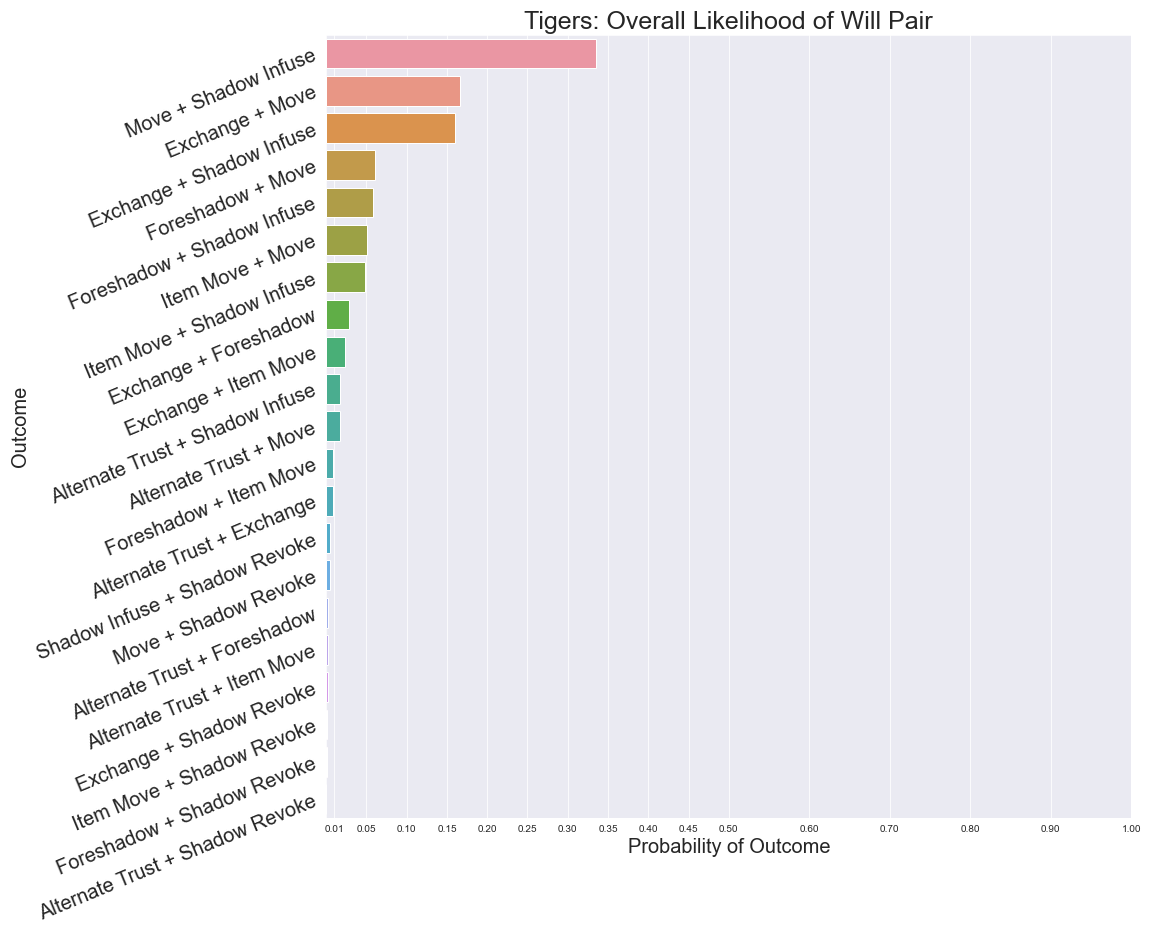 Tigers: Overall Likelihood of Will Pair
Move + Shadow Infuse
Exchange + Move
Exchange + Shadow Infuse
Foreshadow + Move
Foreshadow + Shadow Infuse
Item Move + Move
Item Move + Shadow Infuse
Exchange + Foreshadow
Exchange + Item Move
Alternate Trust + Shadow Infuse
Alternate Trust + Move
Foreshadow + Item Move
Alternate Trust + Exchange
Shadow Infuse + Shadow Revoke
Move + Shadow Revoke
Alternate Trust + Foreshadow
Alternate Trust + Item Move
Exchange + Shadow Revoke
Item Move + Shadow Revoke
Foreshadow + Shadow Revoke
Alternate Trust + Shadow Revoke
Outcome
0.01 0.05 0.10 0.15 0.20 0.25 0.30 0.35 0.40 0.45 0.50 0.60 0.70 0.80 0.90 1.00
Probability of Outcome